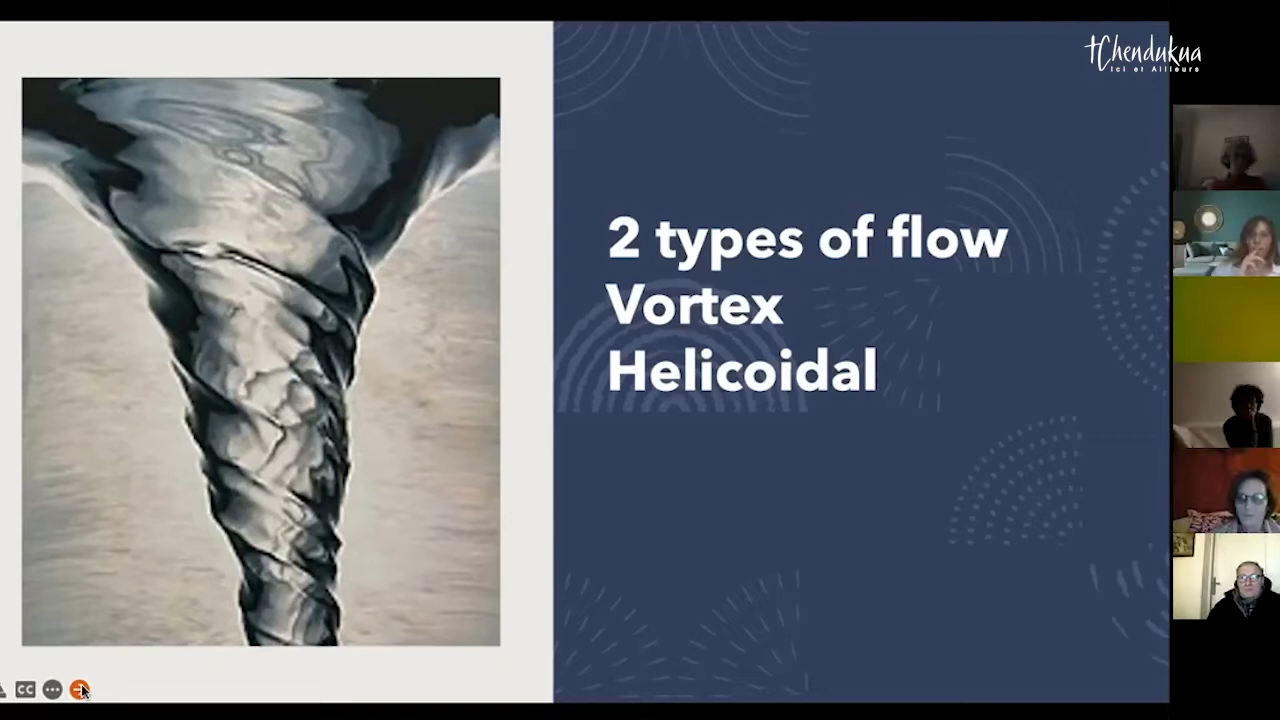 tChendukua
Ici et Ailleurs
2 types of flow
Vortex
Helicoidal
CC